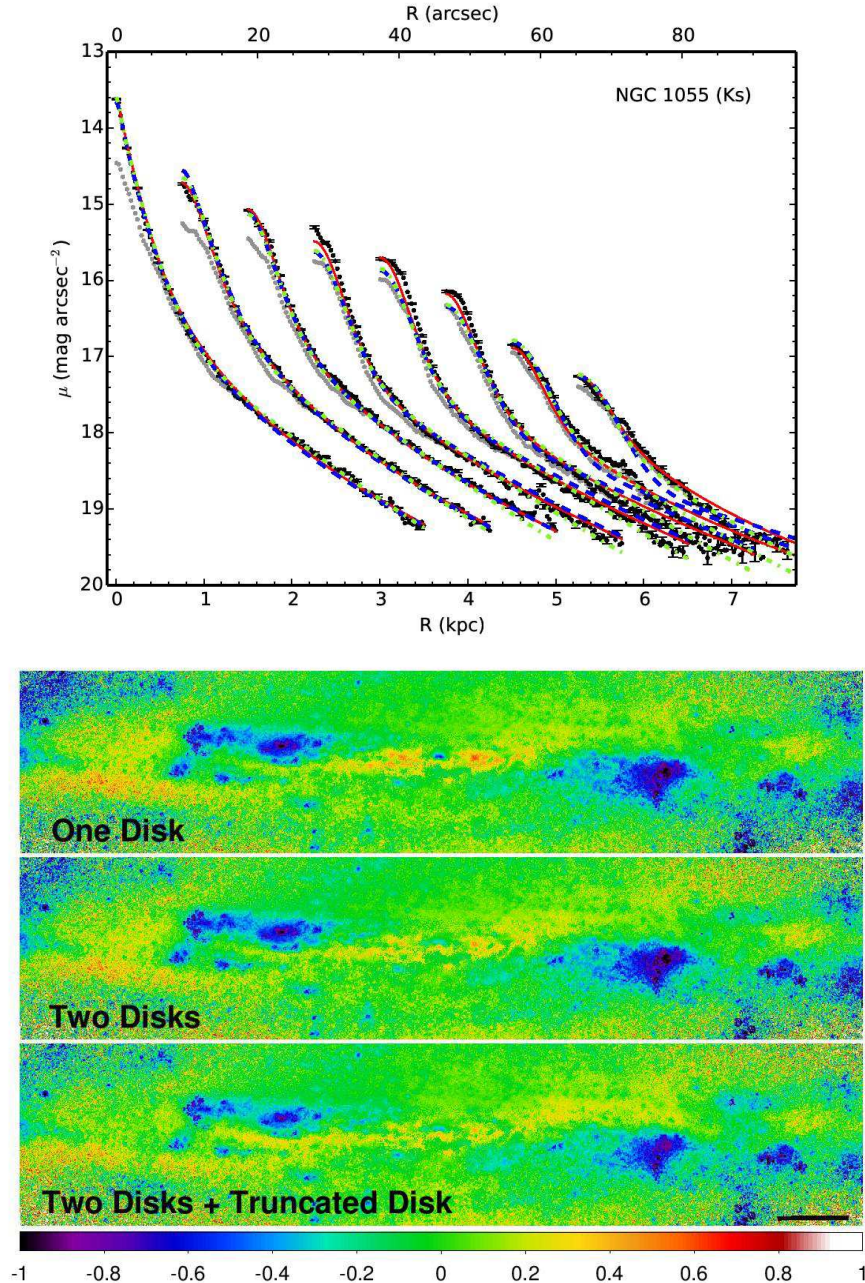 R (arcsec)
0 20 40 60 80
13
NGC 1055 (Ks)
14
15
16
17
18
19
20
μ (mag arcsec−2)
0 1 2 3 4 5 6 7
R (kpc)
One Disk
Two Disks
Two Disks + Truncated Disk
-1 -0.8 -0.6 -0.4 -0.2 0 0.2 0.4 0.6 0.8 1